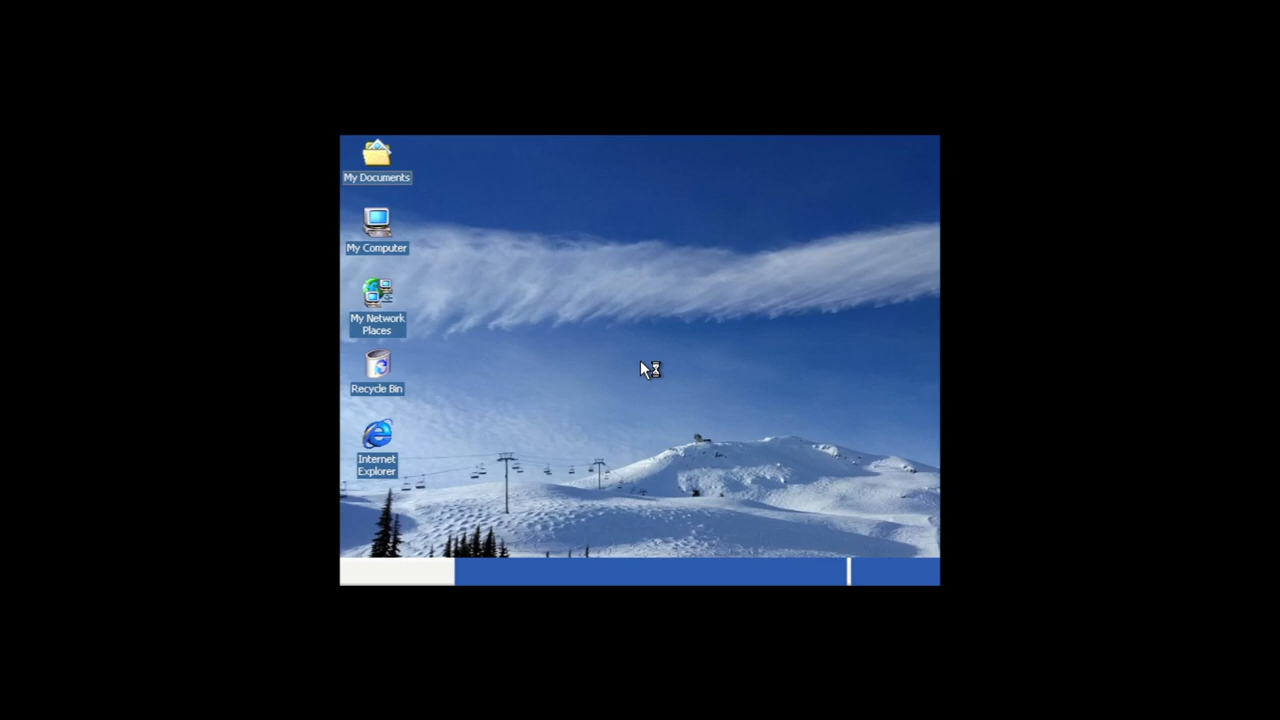 My Documents
My Computer
My Network
Places
Recycle Bin
Internet
Explorer